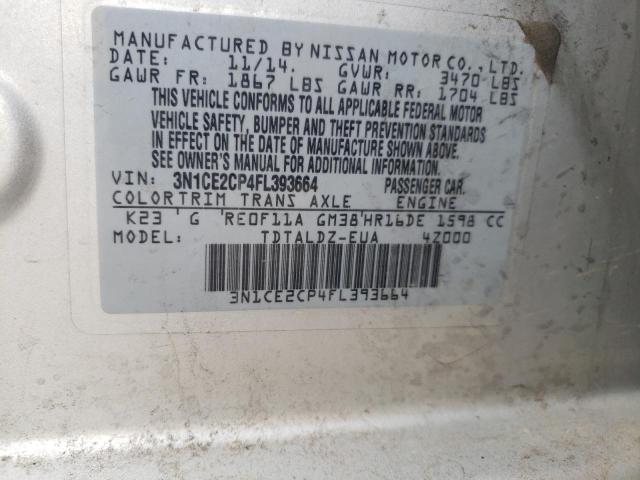 MANUFACTURED BY NISSAN MOTOR CO., LTD.
DATE: 11/14. GVWR: 3470 LBS
GAWR FR: 1867 LBS GAWR RR: 1704 LBS
THIS VEHICLE CONFORMS TO ALL APPLICABLE FEDERAL MOTOR
VEHICLE SAFETY, BUMPER AND THEFT PREVENTION STANDARDS
IN EFFECT ON THE DATE OF MANUFACTURE SHOWN ABOVE.
SEE OWNER'S MANUAL FOR ADDITIONAL INFORMATION.
VIN: 3N1CE2CP4FL393664 PASSENGER CAR.
COLORTRIM TRANS AXLE ENGINE
K23 ' G 'RE0F11A GM38'HR16DE 1598 CC
MODEL: TDTALDZ-EUA 4Z000
3N1CE2CP4FL393664